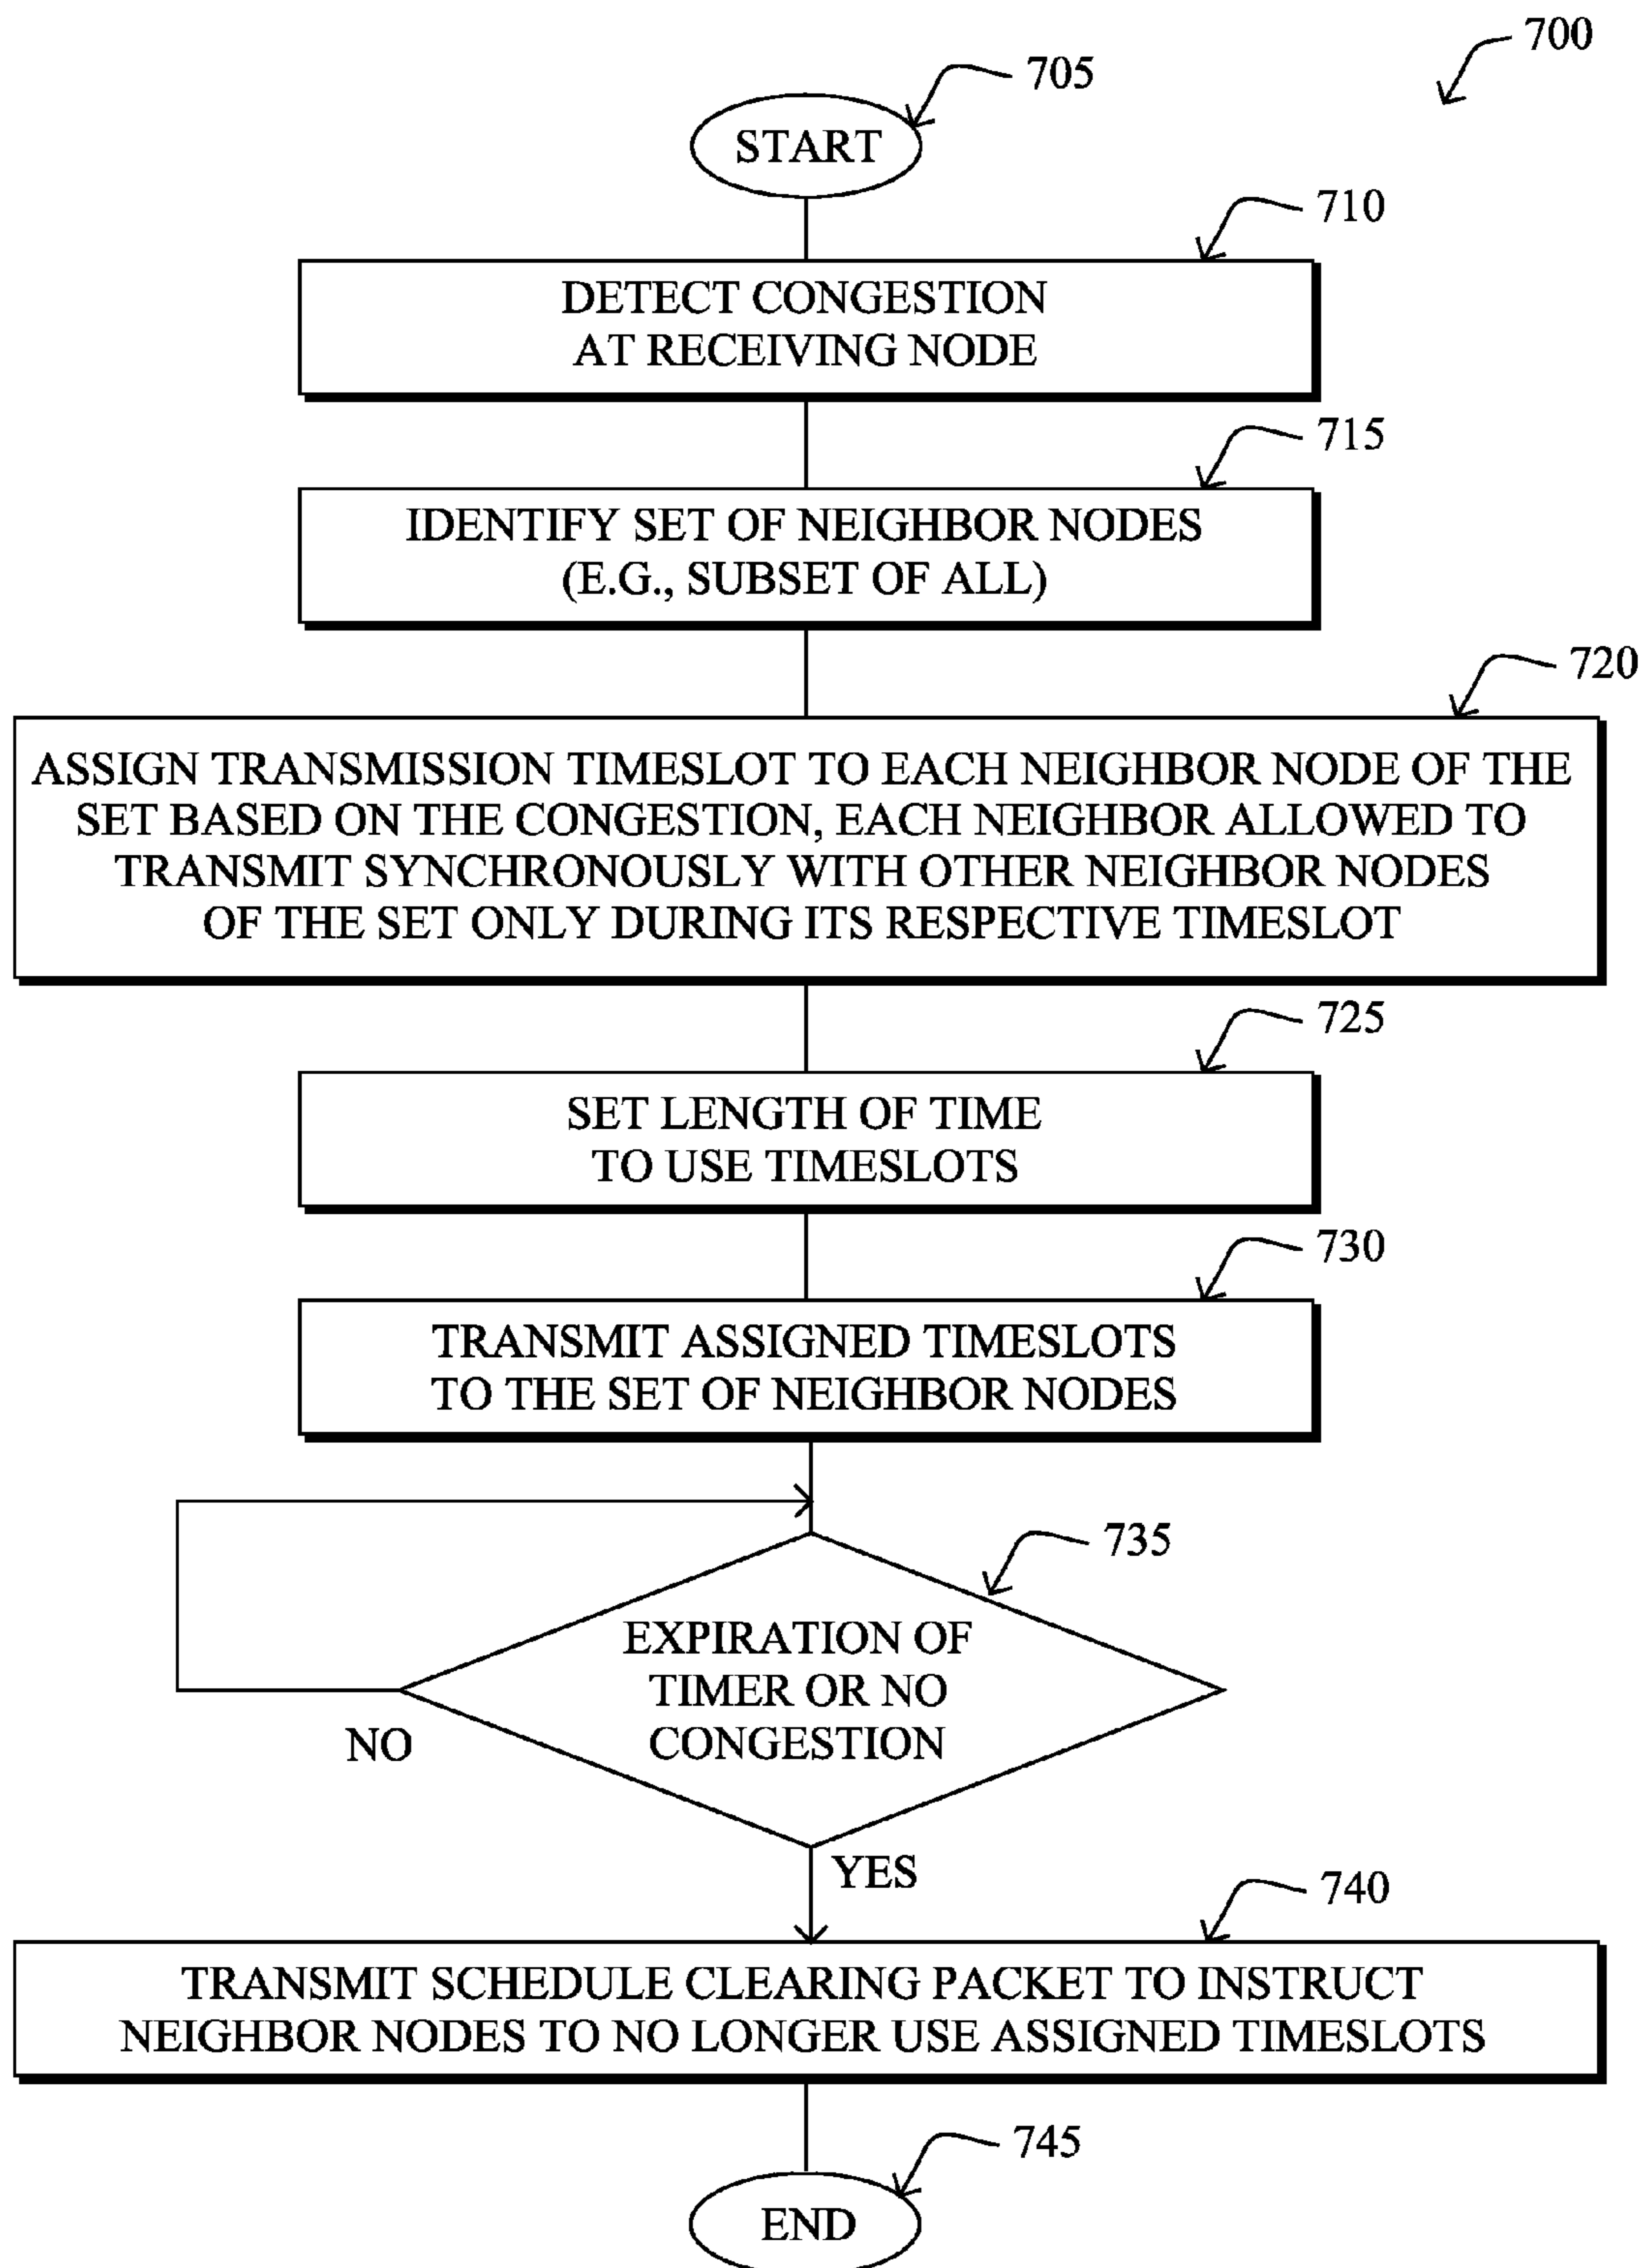 700
705
START
710
DETECT CONGESTION
AT RECEIVING NODE
715
IDENTIFY SET OF NEIGHBOR NODES
(E.G., SUBSET OF ALL)
720
ASSIGN TRANSMISSION TIMESLOT TO EACH NEIGHBOR NODE OF THE
SET BASED ON THE CONGESTION, EACH NEIGHBOR ALLOWED TO
TRANSMIT SYNCHRONOUSLY WITH OTHER NEIGHBOR NODES
OF THE SET ONLY DURING ITS RESPECTIVE TIMESLOT
725
SET LENGTH OF TIME
TO USE TIMESLOTS
730
TRANSMIT ASSIGNED TIMESLOTS
TO THE SET OF NEIGHBOR NODES
735
EXPIRATION OF
TIMER OR NO
CONGESTION
NO
YES
740
TRANSMIT SCHEDULE CLEARING PACKET TO INSTRUCT
NEIGHBOR NODES TO NO LONGER USE ASSIGNED TIMESLOTS
745
END